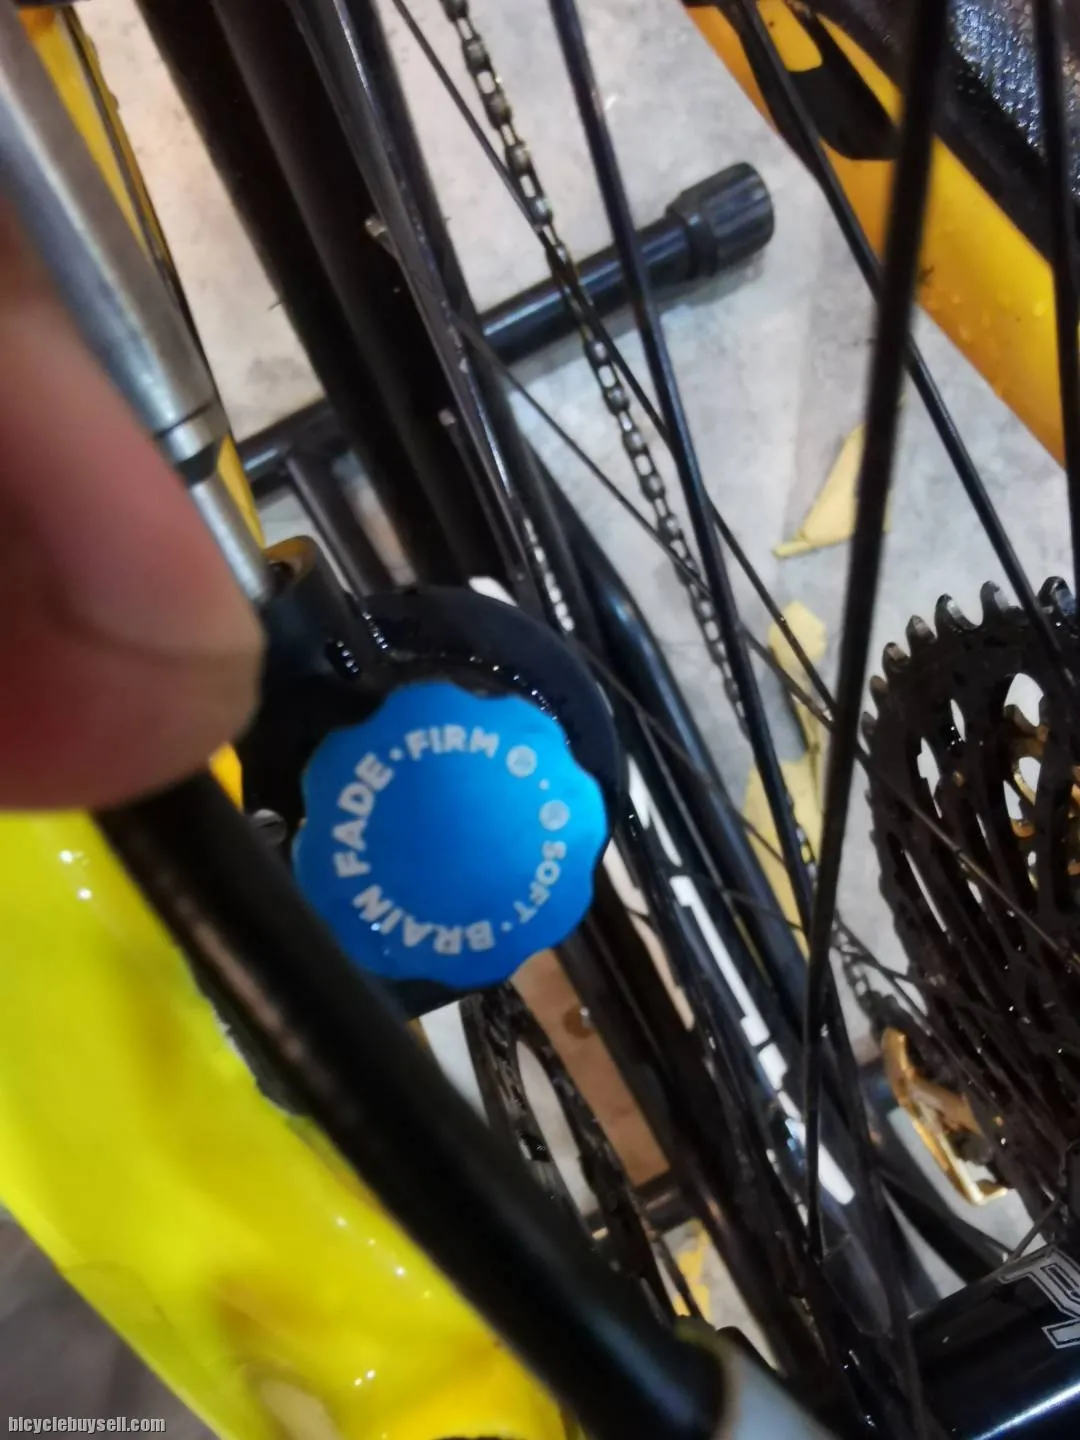 BRAIN FADE • FIRM
SOFT •
bicyclebuysell.com